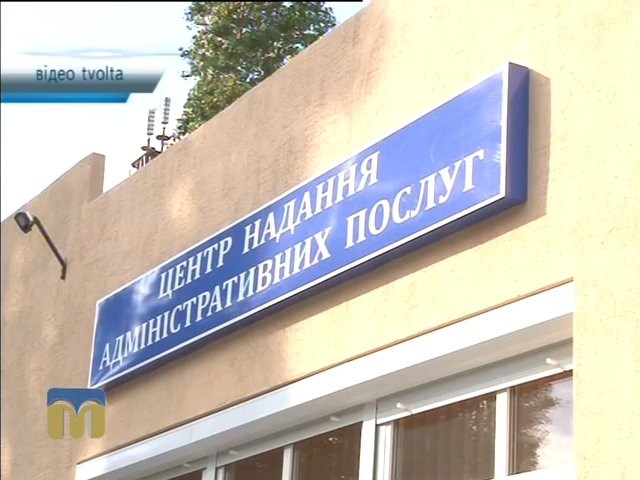 відео tvolta
ЦЕНТР НАДАННЯ
АДМІНІСТРАТИВНИХ ПОСЛУГ